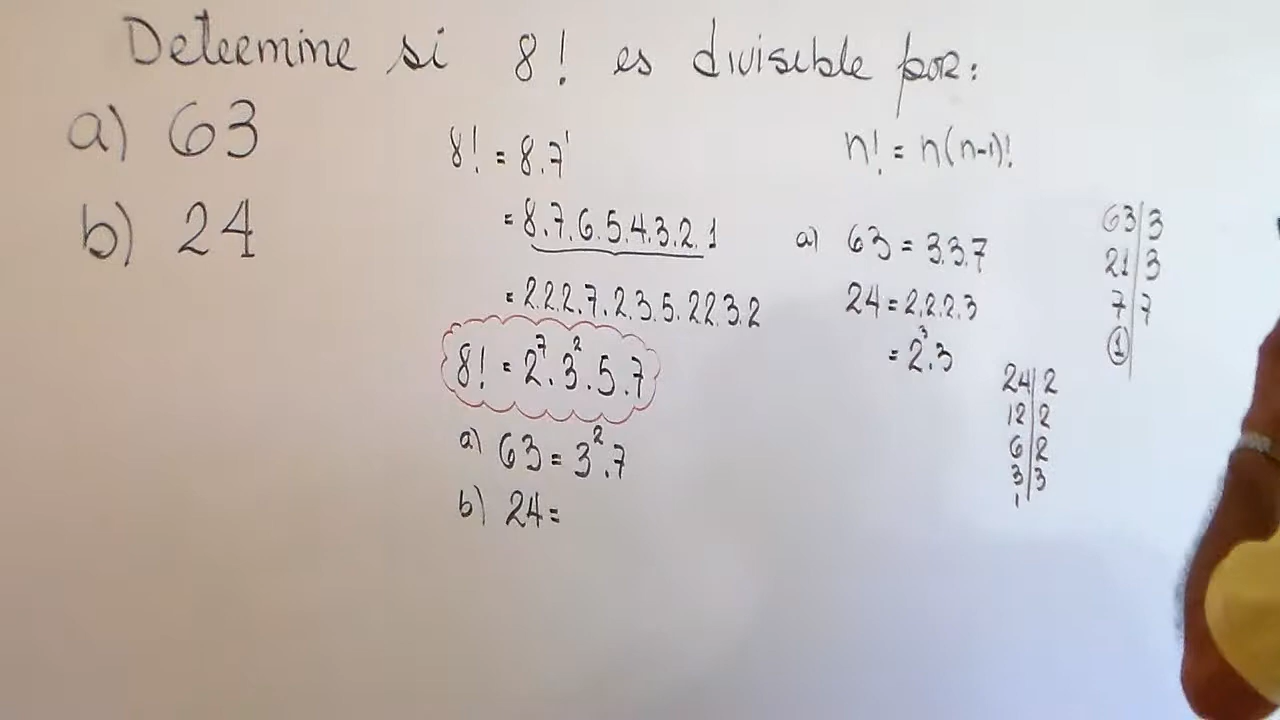 Determine si 8! es divisible por:
a) 63
b) 24
8! = 8.7!
= 8.7.6.5.4.3.2.1
= 2.2.2.7.2.3.5.2.2.3.2
8! = 2⁷.3².5.7
a) 63 = 3².7
b) 24 =
n! = n(n-1)!
a) 63 = 3.3.7
24 = 2.2.2.3
= 2³.3
63|3
21|3
7|7
1
24|2
12|2
6|2
3|3
1